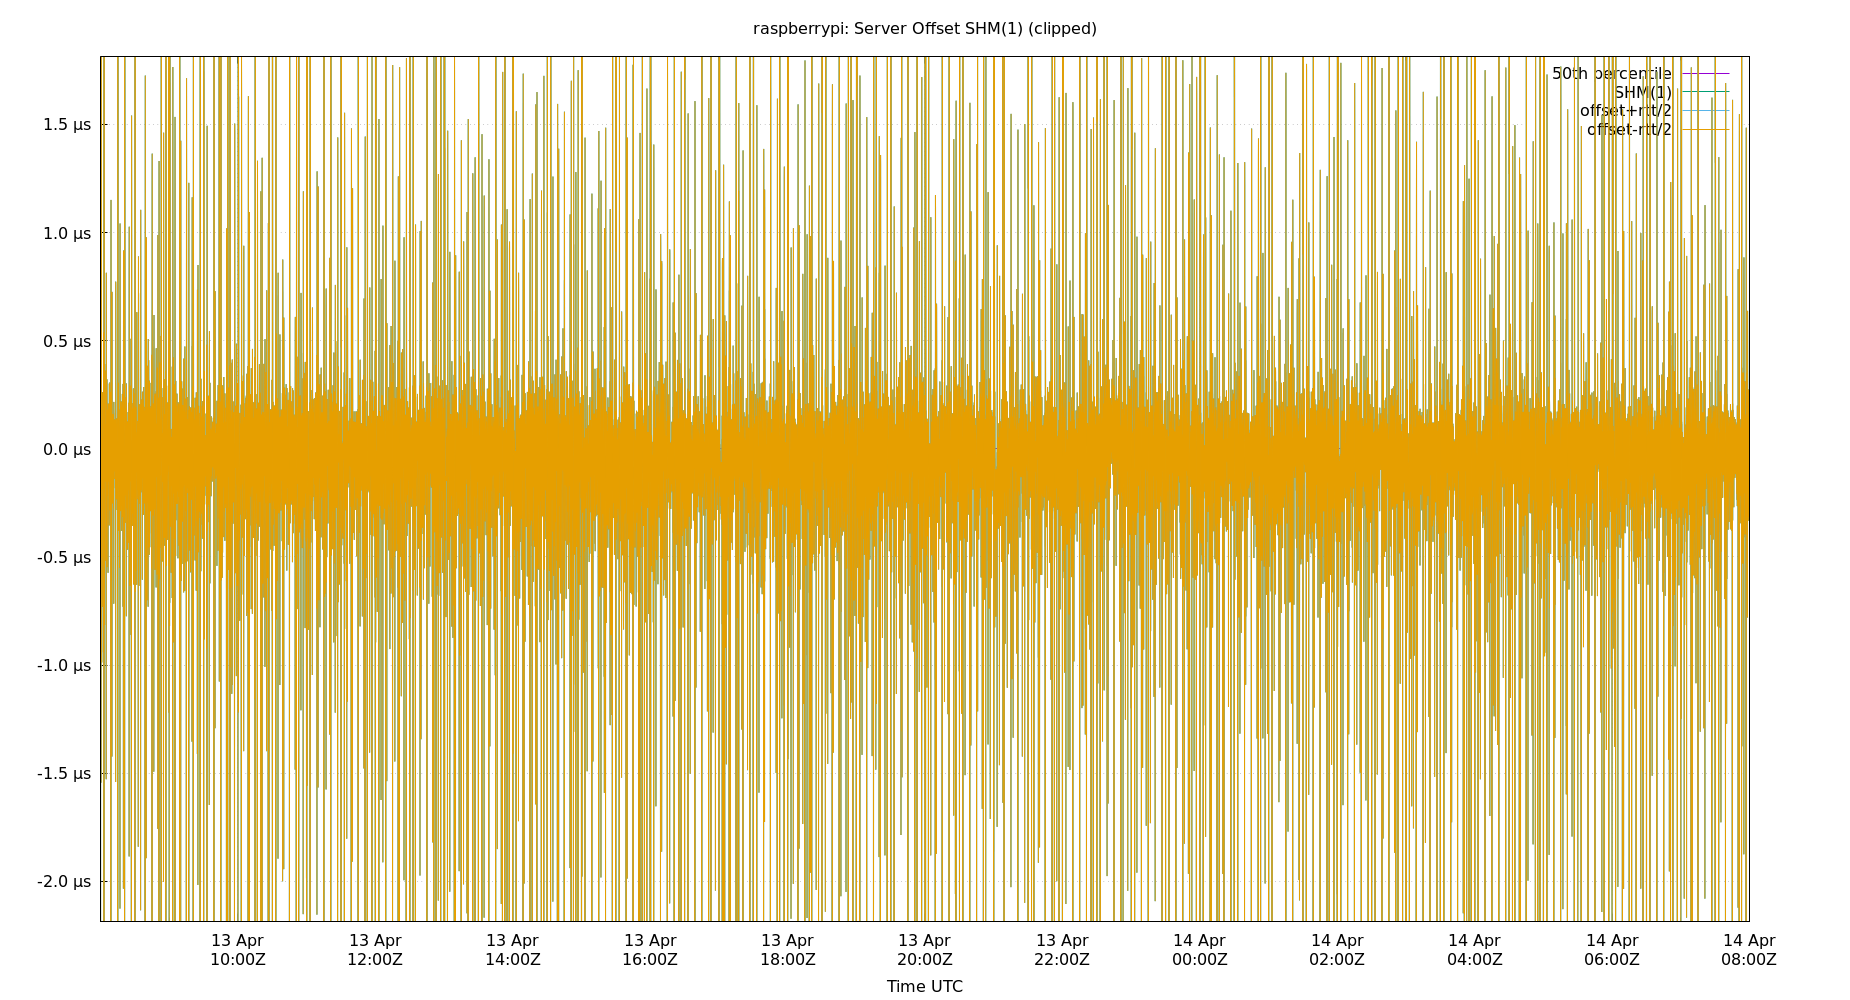 raspberrypi: Server Offset SHM(1) (clipped)
50th percentile
SHM(1)
offset+rtt/2
offset-rtt/2
1.5 µs
1.0 µs
0.5 µs
0.0 µs
-0.5 µs
-1.0 µs
-1.5 µs
-2.0 µs
13 Apr 13 Apr 13 Apr 13 Apr 13 Apr 13 Apr 13 Apr 14 Apr 14 Apr 14 Apr 14 Apr 14 Apr
10:00Z 12:00Z 14:00Z 16:00Z 18:00Z 20:00Z 22:00Z 00:00Z 02:00Z 04:00Z 06:00Z 08:00Z
Time UTC